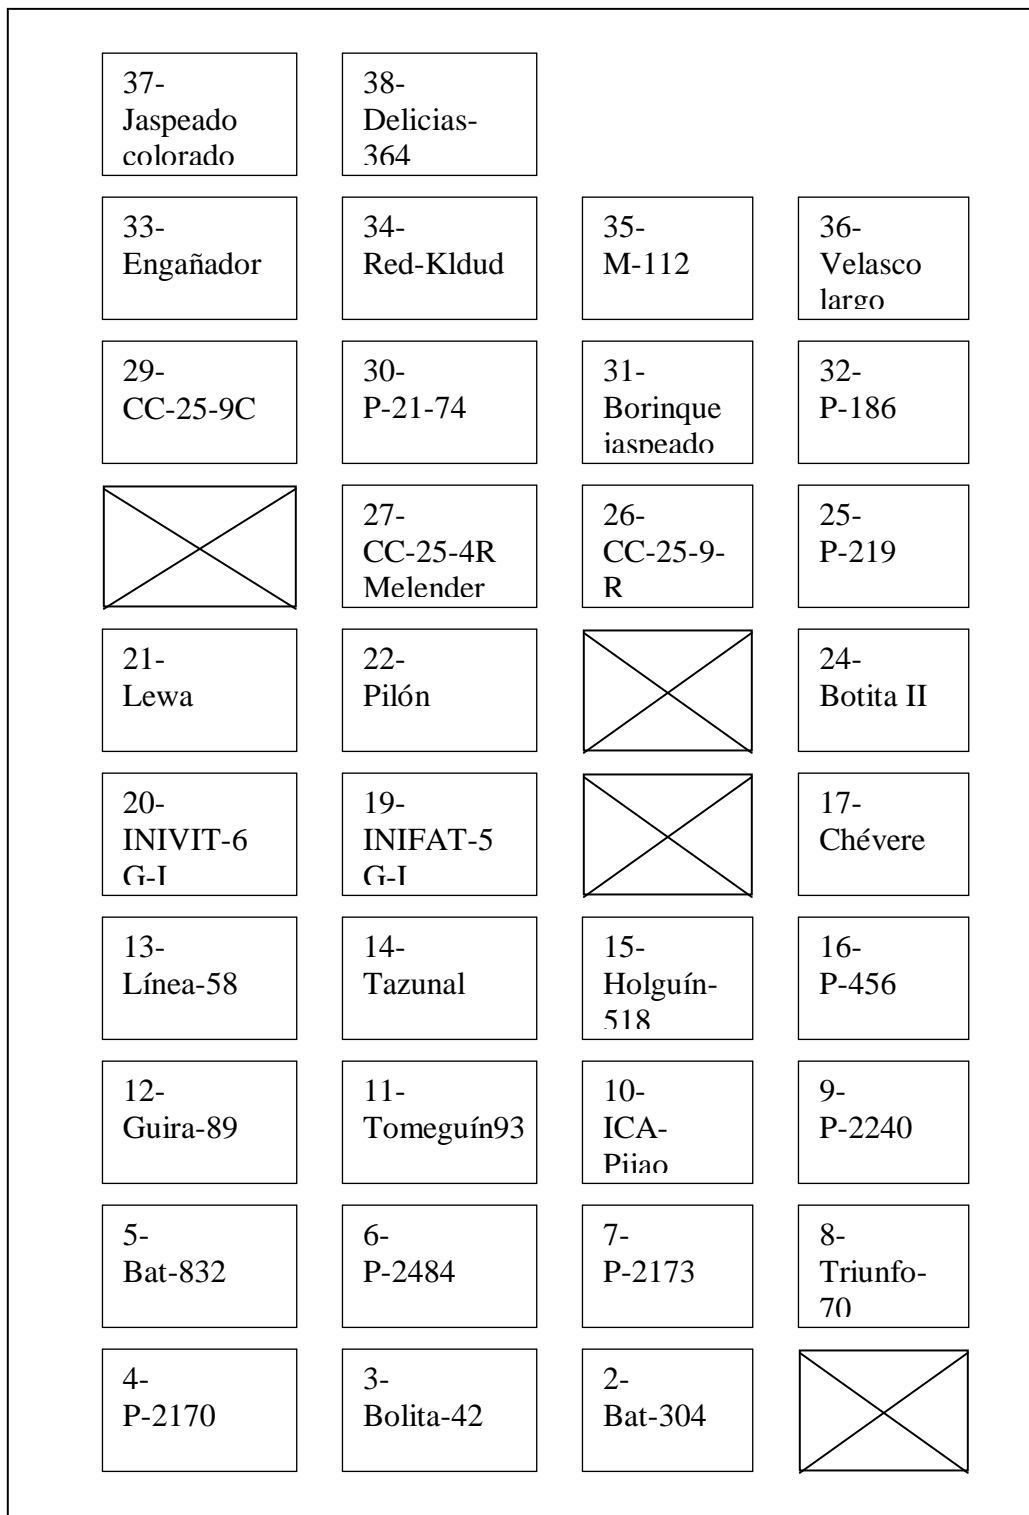 37-
Jaspeado
colorado
38-
Delicias-
364
33-
Engañador
34-
Red-Kldud
35-
M-112
36-
Velasco
largo
29-
CC-25-9C
30-
P-21-74
31-
Borinque
jaspeado
32-
P-186
27-
CC-25-4R
Melender
26-
CC-25-9-
R
25-
P-219
21-
Lewa
22-
Pilón
24-
Botita II
20-
INIVIT-6
G-I
19-
INIFAT-5
G-I
17-
Chévere
13-
Línea-58
14-
Tazunal
15-
Holguín-
518
16-
P-456
12-
Guira-89
11-
Tomeguín93
10-
ICA-
Pijao
9-
P-2240
5-
Bat-832
6-
P-2484
7-
P-2173
8-
Triunfo-
70
4-
P-2170
3-
Bolita-42
2-
Bat-304